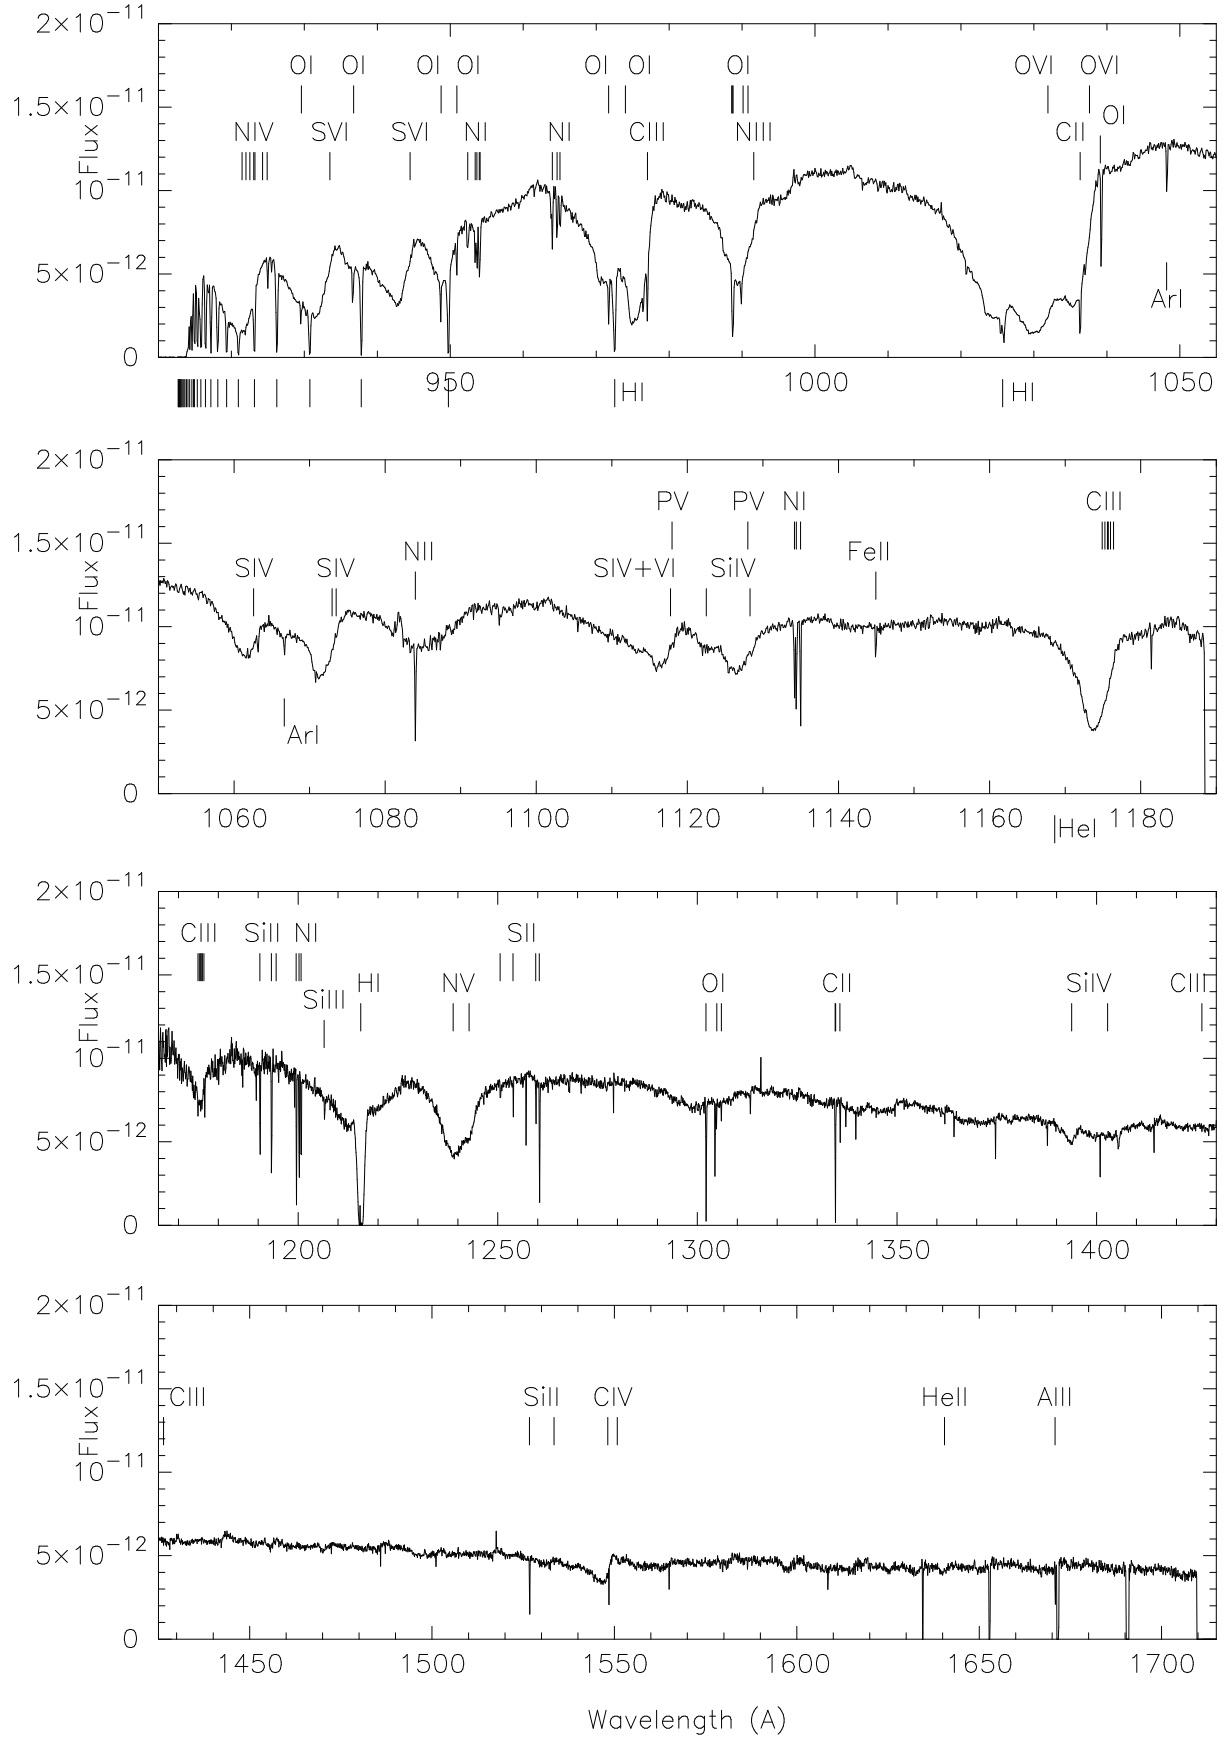 2×10⁻¹¹
OI OI OI OI OI OI OI OVI OVI
1.5×10⁻¹¹
OI
NIV SVI SVI NI NI CIII NIII CII
Flux
10⁻¹¹
5×10⁻¹²
ArI
0
950 1000 1050
HI HI
2×10⁻¹¹
PV PV NI CIII
1.5×10⁻¹¹
NII FeII
SIV SIV SIV+VI SiIV
Flux
10⁻¹¹
5×10⁻¹²
ArI
0
1060 1080 1100 1120 1140 1160 1180
HeI
2×10⁻¹¹
CIII SiII NI SII
1.5×10⁻¹¹
SiIII HI NV OI CII SiIV CIII
Flux
10⁻¹¹
5×10⁻¹²
0
1200 1250 1300 1350 1400
2×10⁻¹¹
1.5×10⁻¹¹
CIII SiII CIV HeII AlII
Flux
10⁻¹¹
5×10⁻¹²
0
1450 1500 1550 1600 1650 1700
Wavelength (A)